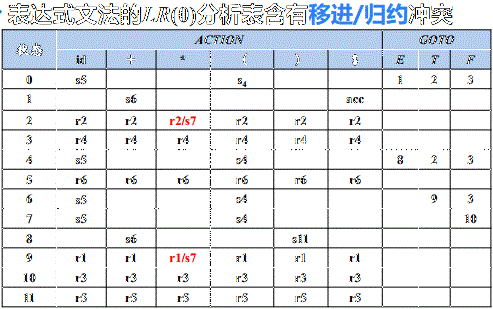 表达式文法的LR(0)分析表含有移进/归约冲突
状态 ACTION GOTO
id + * ( ) $ E T F
0 s5 s4 1 2 3
1 s6 acc
2 r2 r2 r2/s7 r2 r2 r2
3 r4 r4 r4 r4 r4 r4
4 s5 s4 8 2 3
5 r6 r6 r6 r6 r6 r6
6 s5 s4 9 3
7 s5 s4 10
8 s6 s11
9 r1 r1 r1/s7 r1 r1 r1
10 r3 r3 r3 r3 r3 r3
11 r5 r5 r5 r5 r5 r5